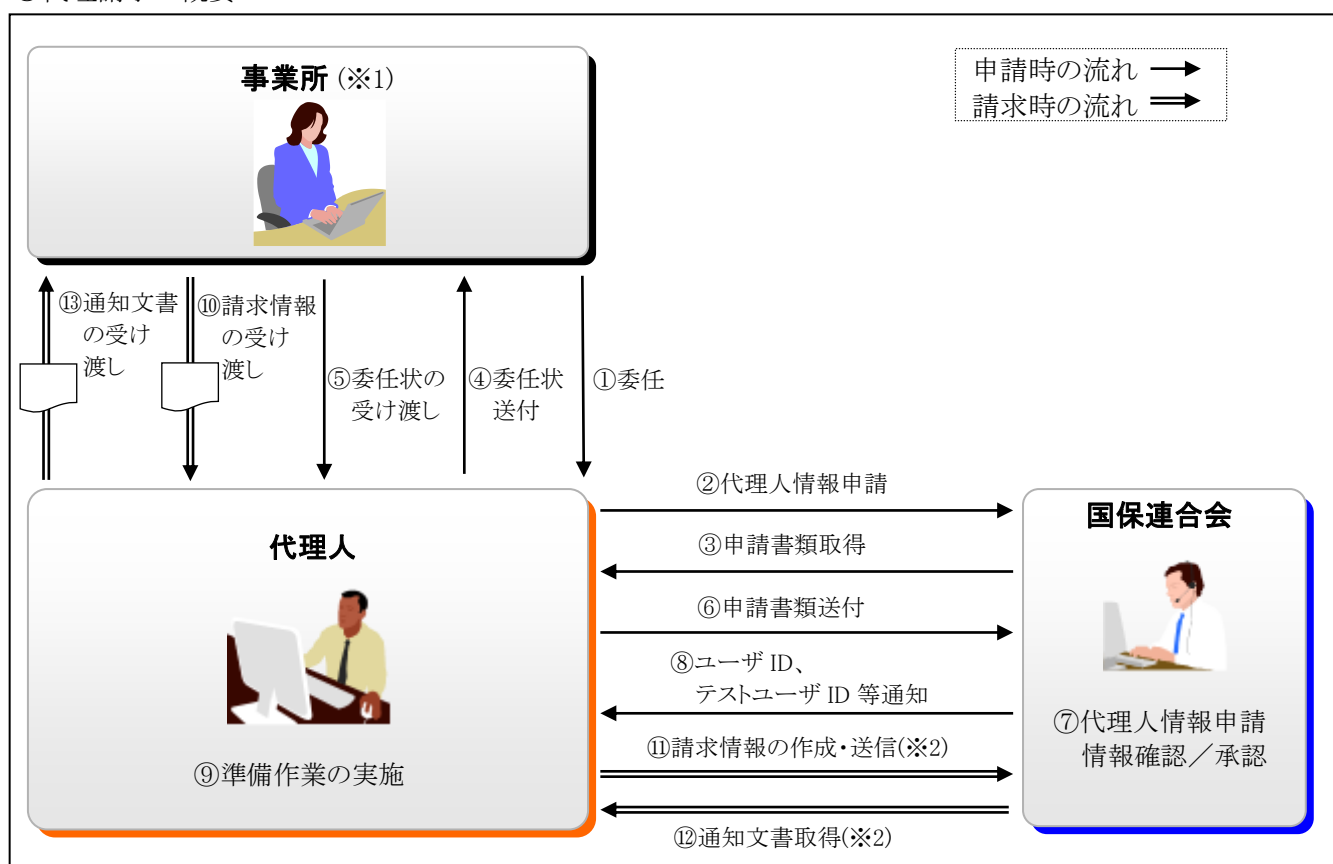 事業所 (※1)
申請時の流れ
請求時の流れ
⑬通知文書
の受け
渡し
⑩請求情報
の受け
渡し
⑤委任状の
受け渡し
④委任状
送付
①委任
②代理人情報申請
③申請書類取得
⑥申請書類送付
⑧ユーザ ID、
テストユーザ ID 等通知
⑪請求情報の作成・送信(※2)
⑫通知文書取得(※2)
代理人
⑨準備作業の実施
国保連合会
⑦代理人情報申請
情報確認／承認